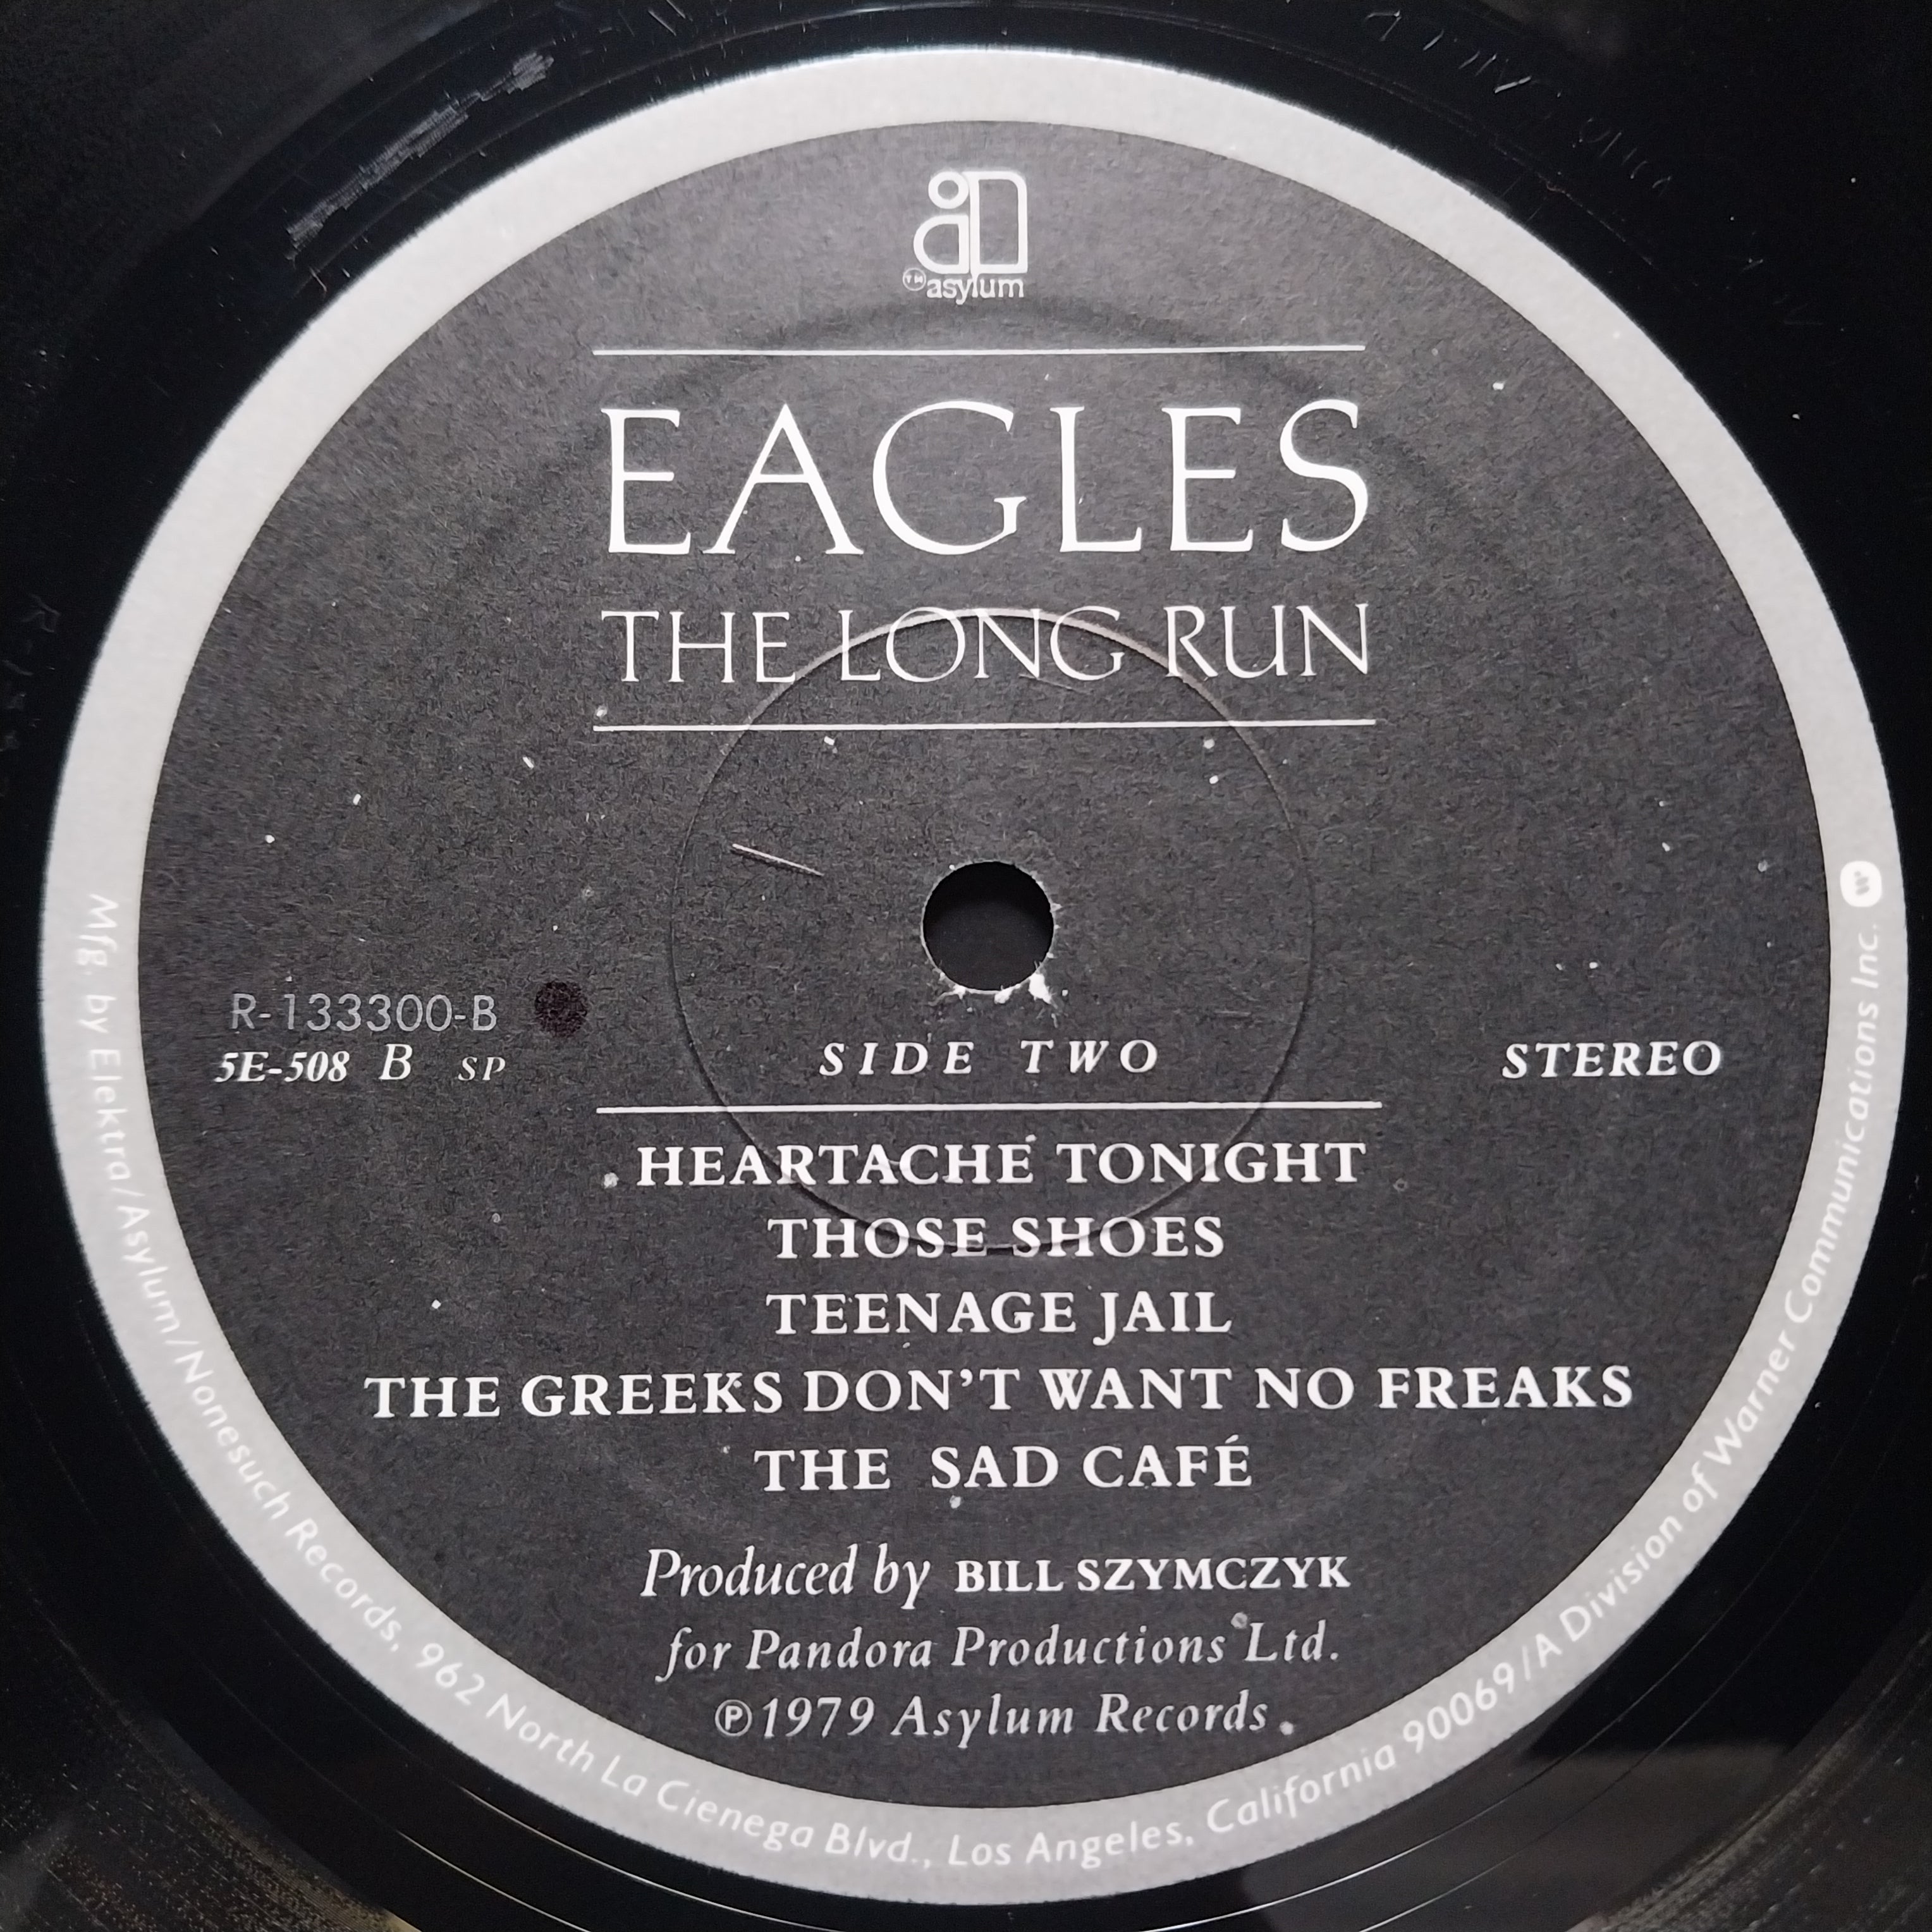 ™ asylum
EAGLES
THE LONG RUN
R-133300-B
5E-508 B SP
SIDE TWO
STEREO
HEARTACHE TONIGHT
THOSE SHOES
TEENAGE JAIL
THE GREEKS DON'T WANT NO FREAKS
THE SAD CAFÉ
Produced by BILL SZYMCZYK
for Pandora Productions Ltd.
℗1979 Asylum Records
Mfg. by Elektra/Asylum/Nonesuch Records, 962 North La Cienega Blvd., Los Angeles, California 90069/A Division of Warner Communications Inc.